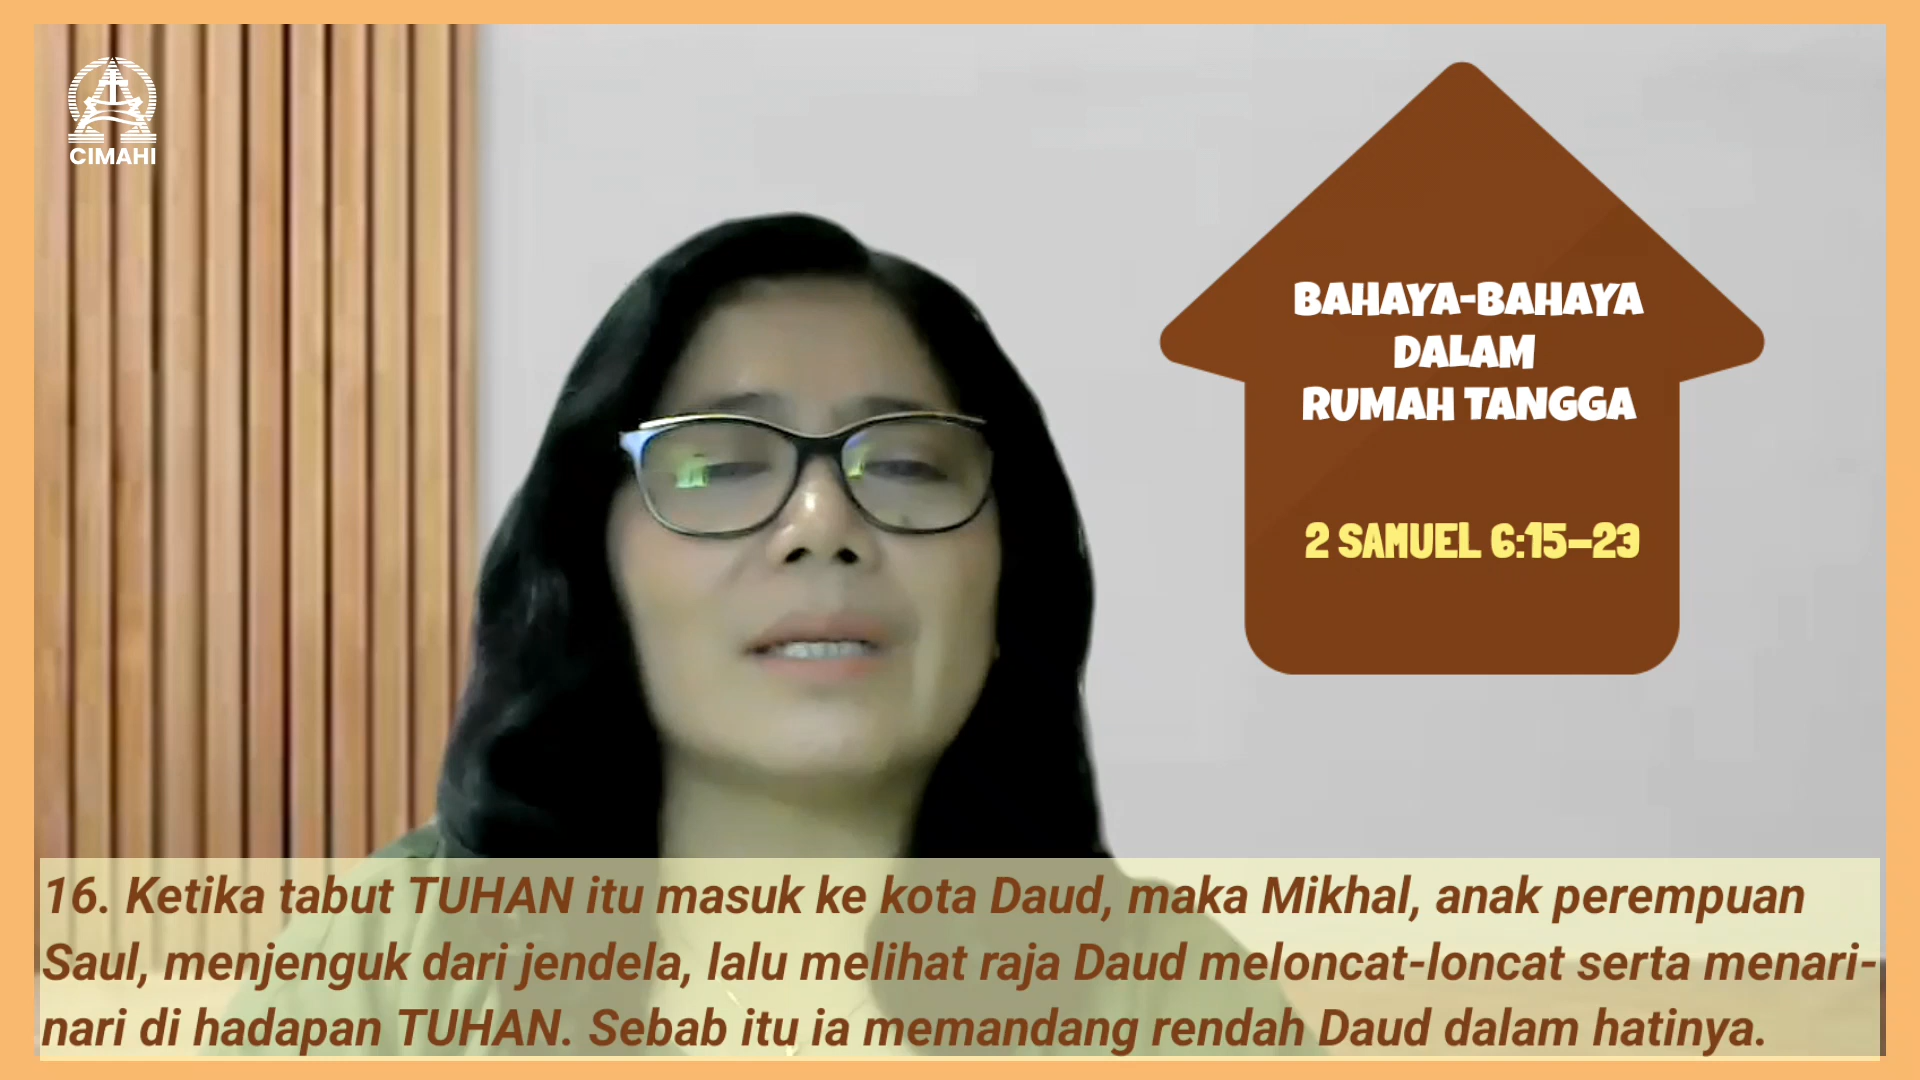 CIMAHI
BAHAYA-BAHAYA
DALAM
RUMAH TANGGA
2 SAMUEL 6:15-23
16. Ketika tabut TUHAN itu masuk ke kota Daud, maka Mikhal, anak perempuan
Saul, menjenguk dari jendela, lalu melihat raja Daud meloncat-loncat serta menari-
nari di hadapan TUHAN. Sebab itu ia memandang rendah Daud dalam hatinya.